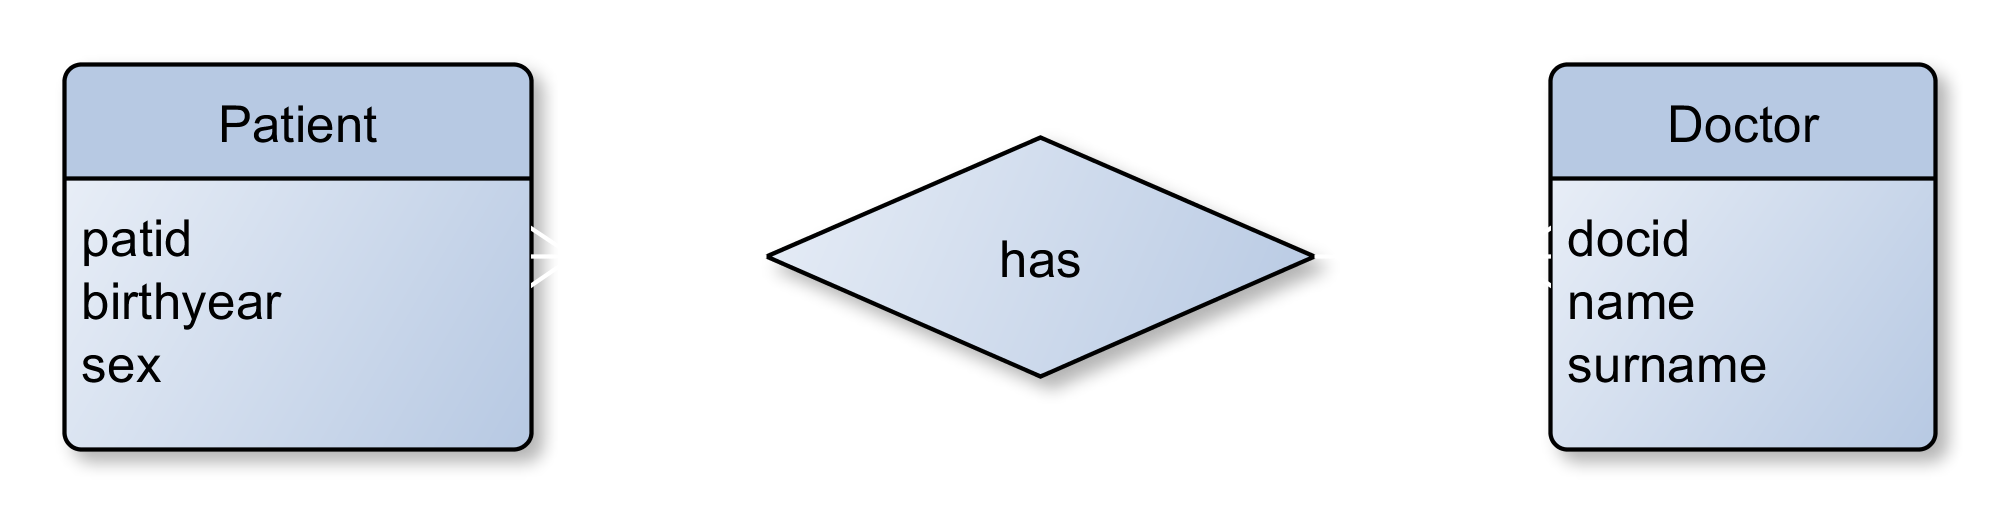 Patient
patid
birthyear
sex
has
Doctor
docid
name
surname